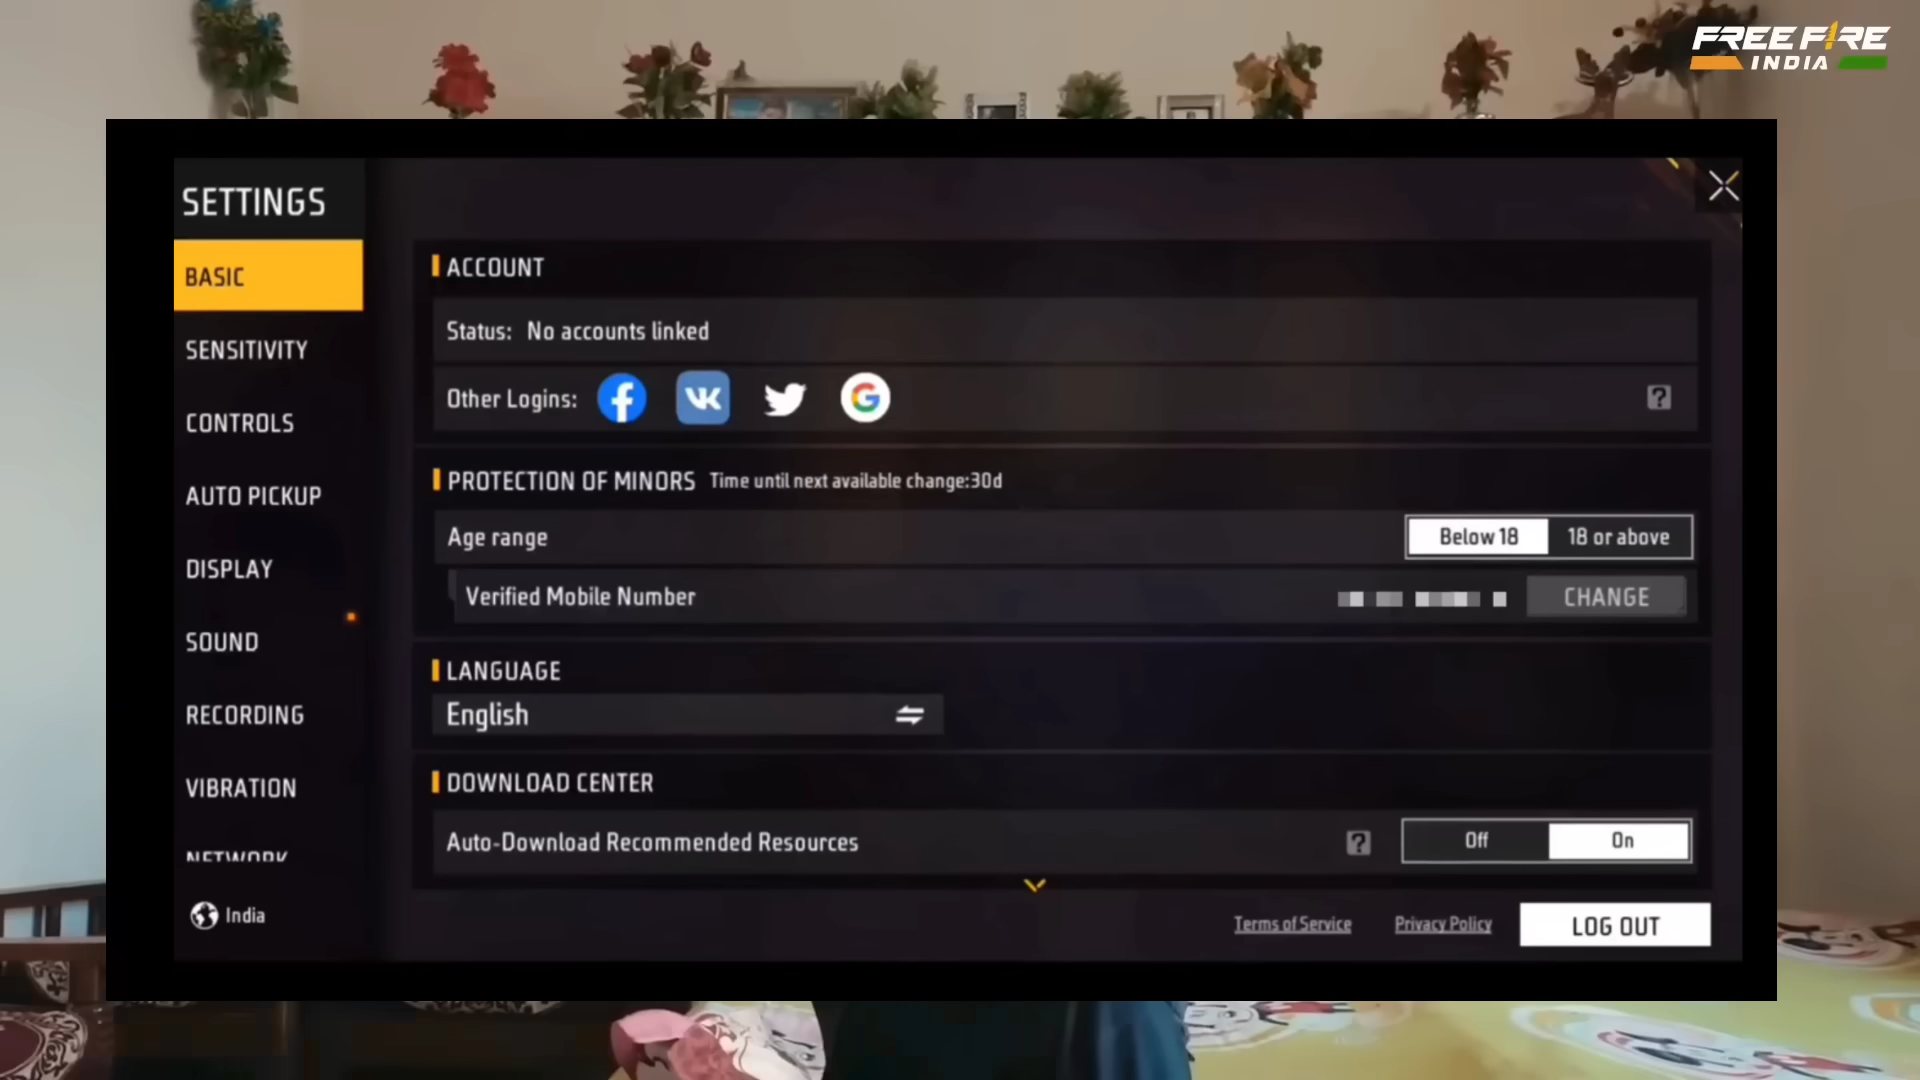 FREE FIRE
INDIA
SETTINGS
BASIC
SENSITIVITY
CONTROLS
AUTO PICKUP
DISPLAY
SOUND
RECORDING
VIBRATION
NETWORK
India
ACCOUNT
Status: No accounts linked
Other Logins: f VK G ?
PROTECTION OF MINORS Time until next available change:30d
Age range Below 18 18 or above
Verified Mobile Number CHANGE
LANGUAGE
English
DOWNLOAD CENTER
Auto-Download Recommended Resources ? Off On
Terms of Service Privacy Policy LOG OUT